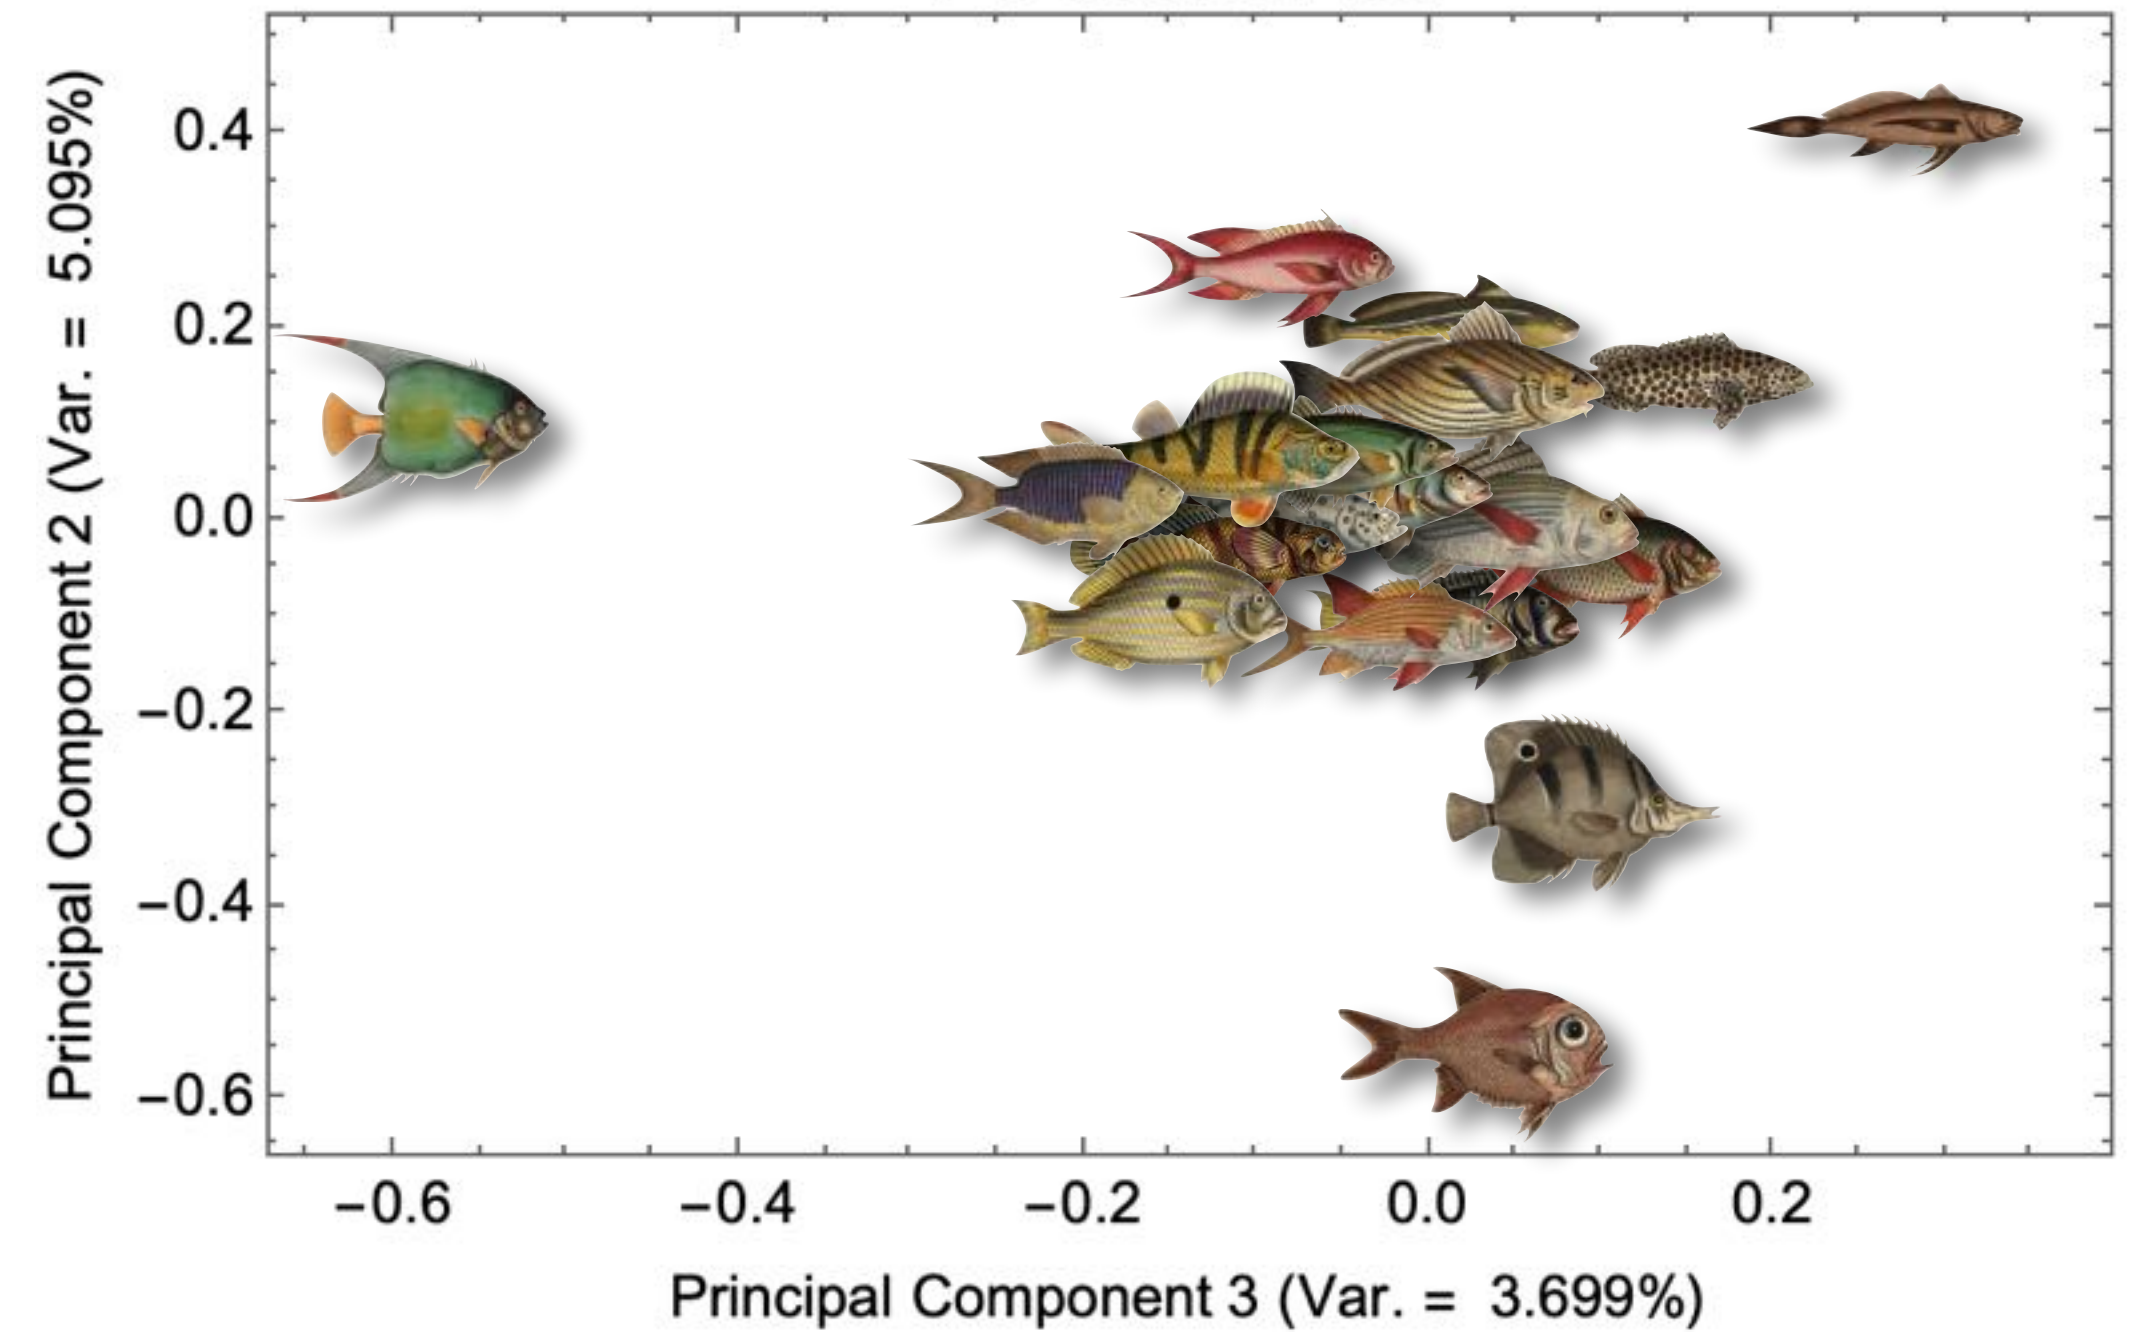 Principal Component 2 (Var. = 5.095%)
0.4
0.2
0.0
−0.2
−0.4
−0.6
−0.6 −0.4 −0.2 0.0 0.2
Principal Component 3 (Var. = 3.699%)